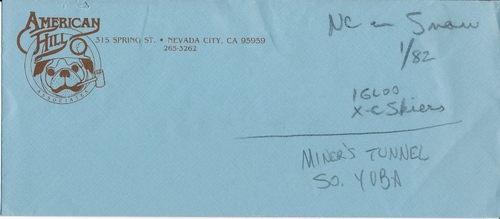 AMERICAN
HILL
ASSOCIATES
315 SPRING ST. • NEVADA CITY, CA 95959
265-3262
NC in Snow
1/82
IGLOO
X-C Skiers
MINER'S TUNNEL
SO. YUBA